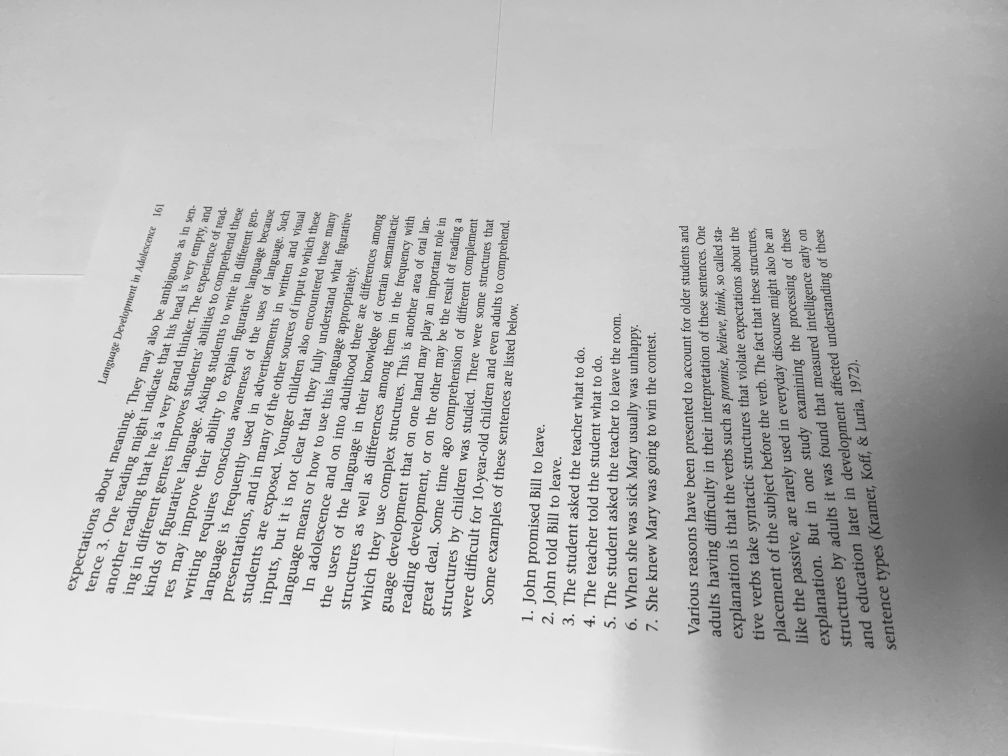 Language Development in Adolescence 161
expectations about meaning. They may also be ambiguous as in sen-
tence 3. One reading might indicate that his head is very empty, and
another reading that he is a very grand thinker. The experience of read-
ing in different genres improves students' abilities to comprehend these
kinds of figurative language. Asking students to write in different gen-
res may improve their ability to explain figurative language because
writing requires conscious awareness of the uses of language. Such
language is frequently used in advertisements in written and visual
presentations, and in many of the other sources of input to which these
students are exposed. Younger children also encountered these many
inputs, but it is not clear that they fully understand what figurative
language means or how to use this language appropriately.
In adolescence and on into adulthood there are differences among
the users of the language in their knowledge of certain semantactic
structures as well as differences among them in the frequency with
which they use complex structures. This is another area of oral lan-
guage development that on one hand may play an important role in
reading development, or on the other may be the result of reading a
great deal. Some time ago comprehension of different complement
structures by children was studied. There were some structures that
were difficult for 10-year-old children and even adults to comprehend.
Some examples of these sentences are listed below.
1. John promised Bill to leave.
2. John told Bill to leave.
3. The student asked the teacher what to do.
4. The teacher told the student what to do.
5. The student asked the teacher to leave the room.
6. When she was sick Mary usually was unhappy.
7. She knew Mary was going to win the contest.
Various reasons have been presented to account for older students and
adults having difficulty in their interpretation of these sentences. One
explanation is that the verbs such as promise, believe, think, so called sta-
tive verbs take syntactic structures that violate expectations about the
placement of the subject before the verb. The fact that these structures,
like the passive, are rarely used in everyday discourse might also be an
explanation. But in one study examining the processing of these
structures by adults it was found that measured intelligence early on
and education later in development affected understanding of these
sentence types (Kramer, Koff, & Luria, 1972).